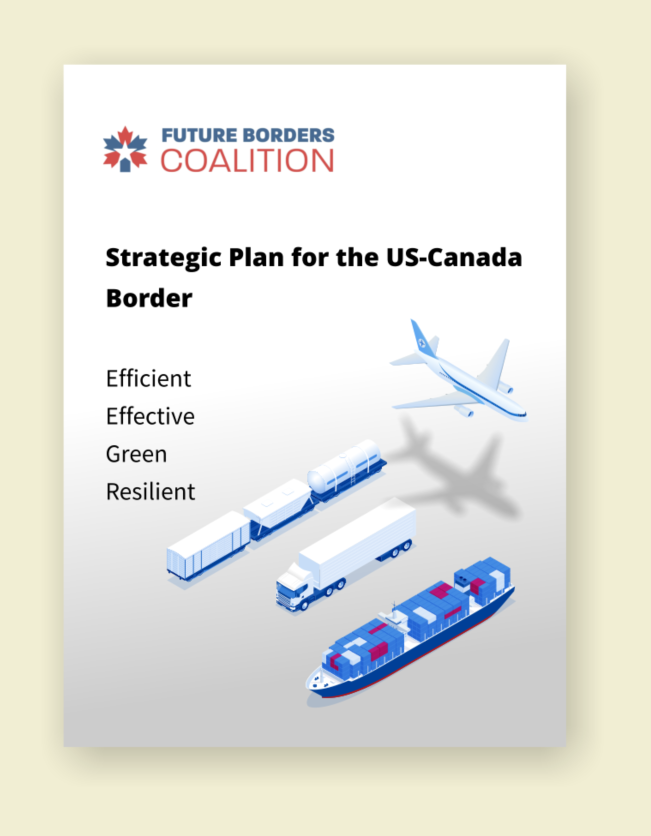 FUTURE BORDERS
COALITION
Strategic Plan for the US-Canada
Border
Efficient
Effective
Green
Resilient